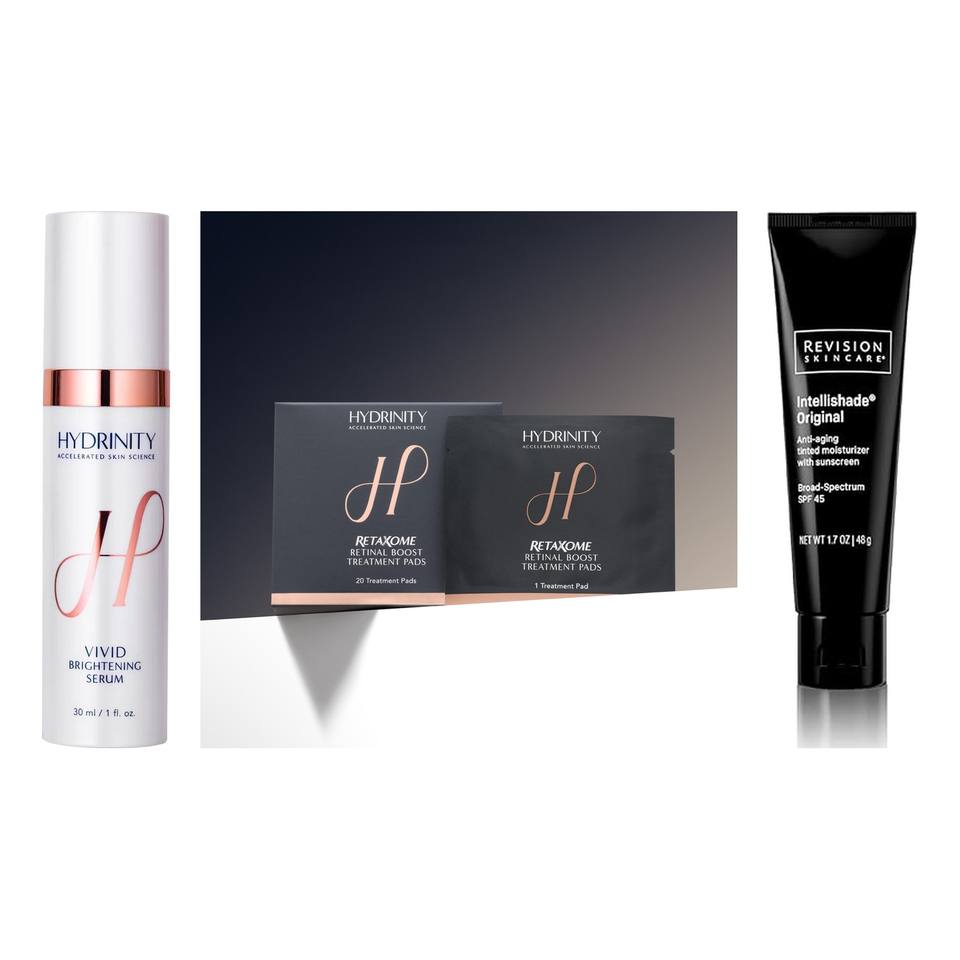 HYDRINITY
ACCELERATED SKIN SCIENCE
H
VIVID
BRIGHTENING
SERUM
30 ml / 1 fl. oz.
HYDRINITY
ACCELERATED SKIN SCIENCE
H
RETAXOME
RETINAL BOOST
TREATMENT PADS
20 Treatment Pads
HYDRINITY
ACCELERATED SKIN SCIENCE
H
RETAXOME
RETINAL BOOST
TREATMENT PADS
1 Treatment Pad
REVISION
SKINCARE®
Intellishade®
Original
Anti-aging
tinted moisturizer
with sunscreen
Broad-Spectrum
SPF 45
NET WT 1.7 OZ | 48 g